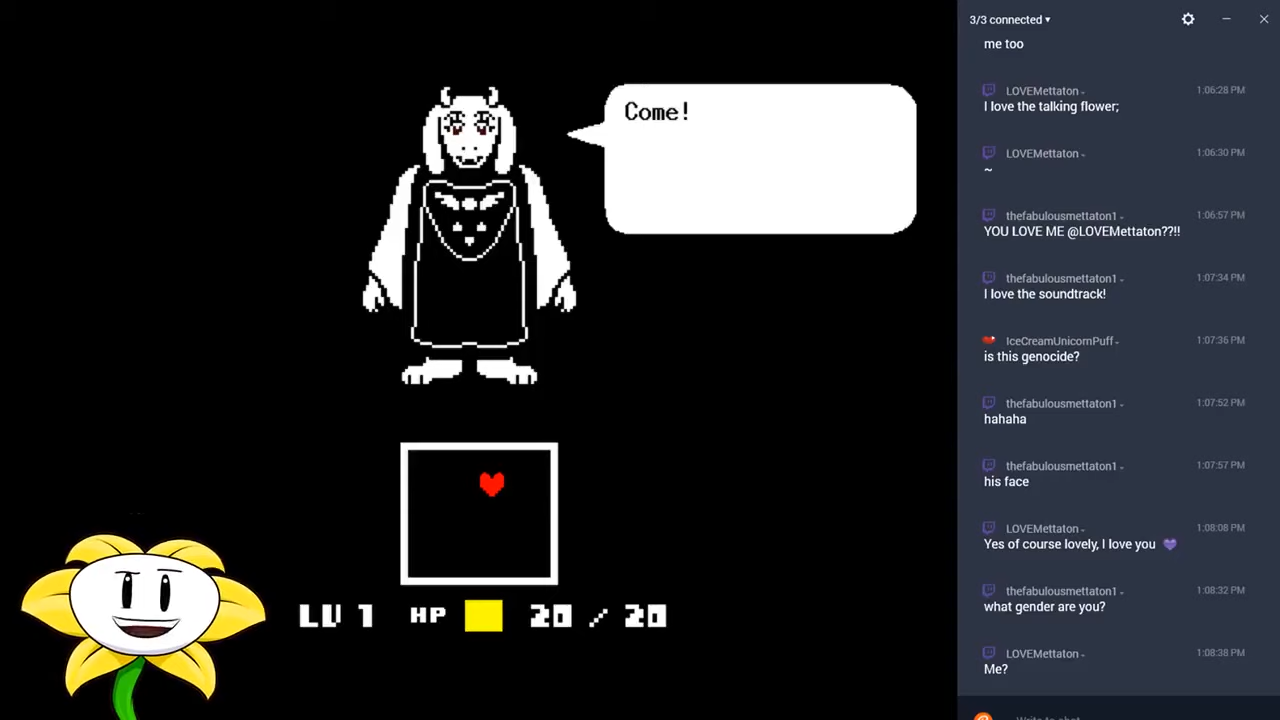 Come!
LV 1 HP 20 / 20
3/3 connected
me too
LOVEMettaton 1:06:28 PM
I love the talking flower;
LOVEMettaton 1:06:30 PM
~
thefabulousmettaton1 1:06:57 PM
YOU LOVE ME @LOVEMettaton??!!
thefabulousmettaton1 1:07:34 PM
I love the soundtrack!
IceCreamUnicornPuff 1:07:36 PM
is this genocide?
thefabulousmettaton1 1:07:52 PM
hahaha
thefabulousmettaton1 1:07:57 PM
his face
LOVEMettaton 1:08:08 PM
Yes of course lovely, I love you 💜
thefabulousmettaton1 1:08:32 PM
what gender are you?
LOVEMettaton 1:08:38 PM
Me?